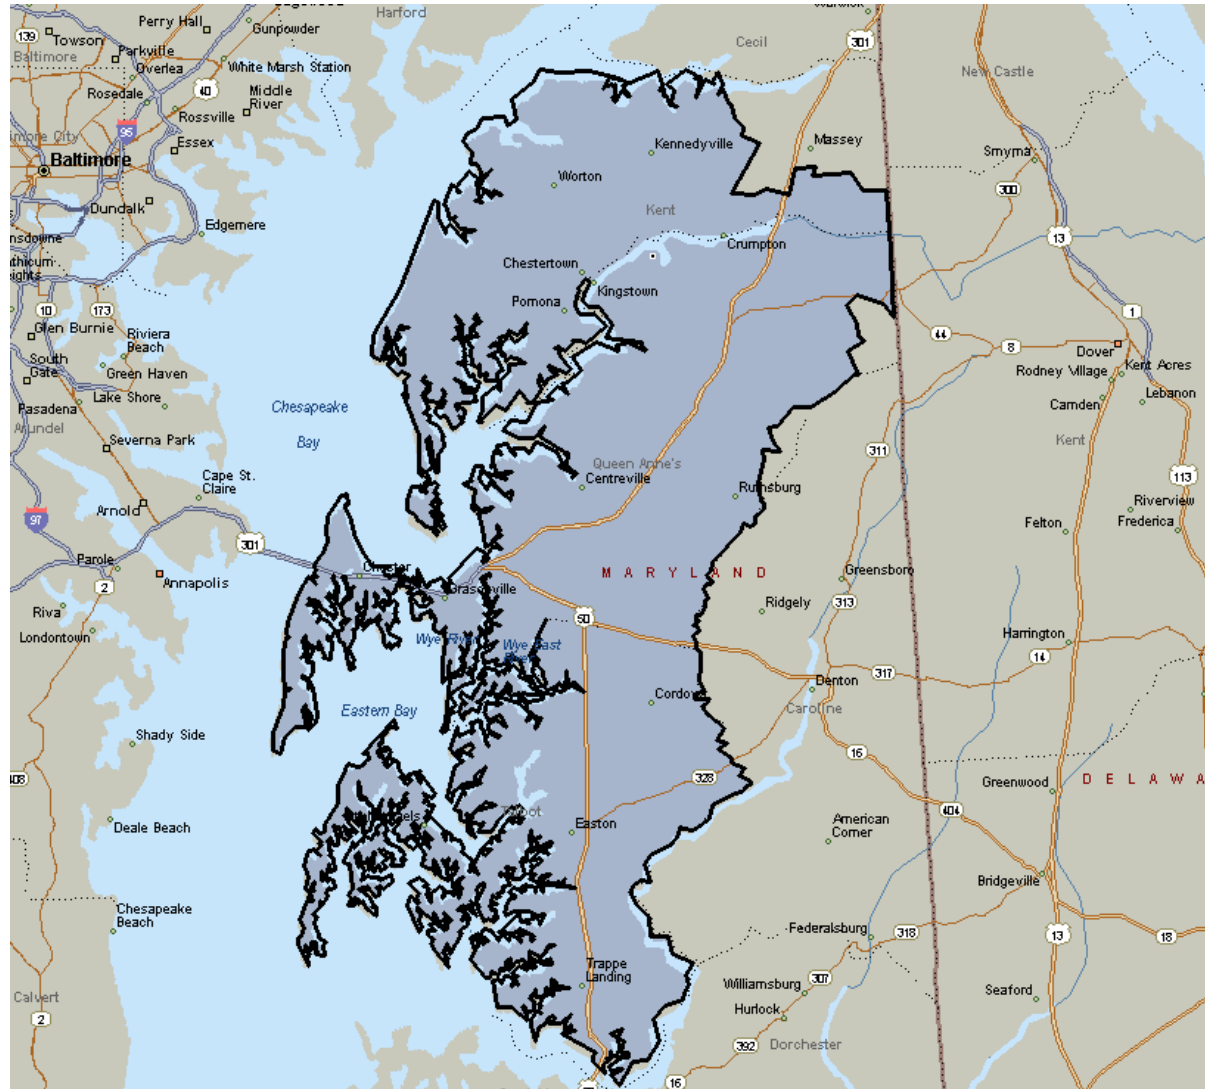 Perry Hall
Gunpowder
Harford
Cecil
301
New Castle
139
Towson
Parkville
Baltimore
Overlea
White Marsh Station
40
Rosedale
Middle
River
Rossville
95
Essex
Baltimore
Kennedyville
Massey
Smyrna
300
Worton
Dundalk
Edgemere
Kent
Crumpton
13
Chestertown
Kingstown
Pomona
10
173
1
Glen Burnie
Riviera
Beach
44
8
Dover
South
Gate
Green Haven
Rodney Village
Kent Acres
Pasadena
Lake Shore
Camden
Lebanon
Chesapeake
Bay
Arundel
Severna Park
311
Kent
Queen Anne's
113
Cape St.
Claire
Centreville
Ruthsburg
Arnold
Riverview
Frederica
97
301
Felton
Parole
Chester
MARYLAND
Greensboro
2
Annapolis
Grasonville
Riva
Ridgely
313
Londontown
Wye River
Wye East
River
50
Harrington
14
317
Denton
Cordova
Caroline
Eastern Bay
Shady Side
16
328
Greenwood
DELAWA
404
Deale Beach
Talbot
Easton
American
Corner
Bridgeville
Chesapeake
Beach
Federalsburg
318
13
18
Trappe
Landing
307
Williamsburg
Seaford
Calvert
Hurlock
2
392
Dorchester
16